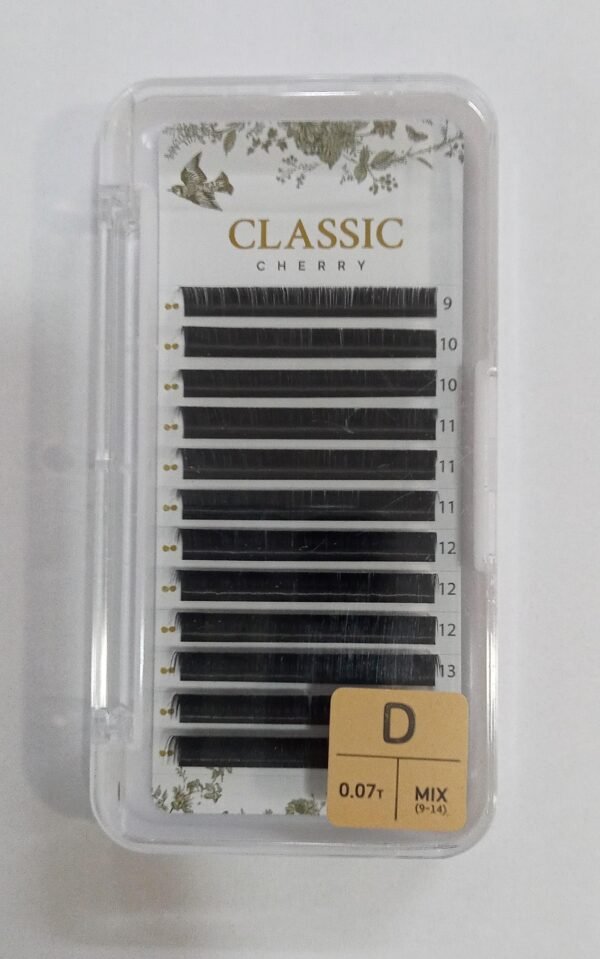 CLASSIC
CHERRY
9
10
10
11
11
11
12
12
12
13
D
0.07T
MIX
(9-14)